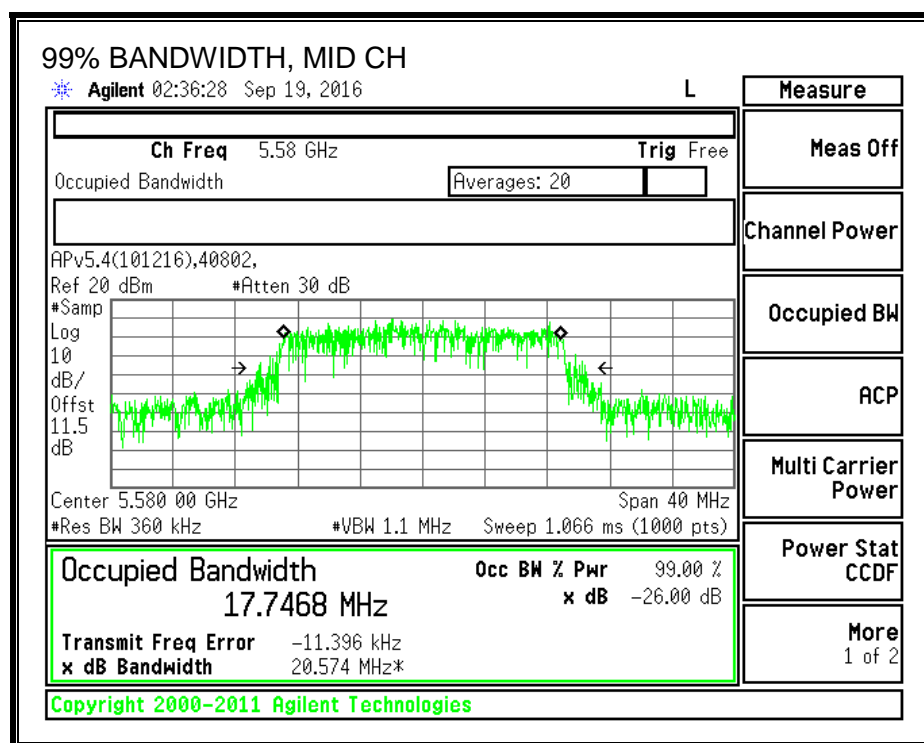 99% BANDWIDTH, MID CH
Agilent 02:36:28 Sep 19, 2016 L
Measure
Ch Freq 5.58 GHz Trig Free
Meas Off
Occupied Bandwidth Averages: 20
Channel Power
APv5.4(101216),40802,
Ref 20 dBm #Atten 30 dB
#Samp
Log
10
dB/
Offst
11.5
dB
Occupied BW
ACP
Multi Carrier
Power
Center 5.580 00 GHz Span 40 MHz
#Res BW 360 kHz #VBW 1.1 MHz Sweep 1.066 ms (1000 pts)
Power Stat
CCDF
Occupied Bandwidth Occ BW % Pwr 99.00 %
17.7468 MHz x dB -26.00 dB
Transmit Freq Error -11.396 kHz
x dB Bandwidth 20.574 MHz*
More
1 of 2
Copyright 2000-2011 Agilent Technologies